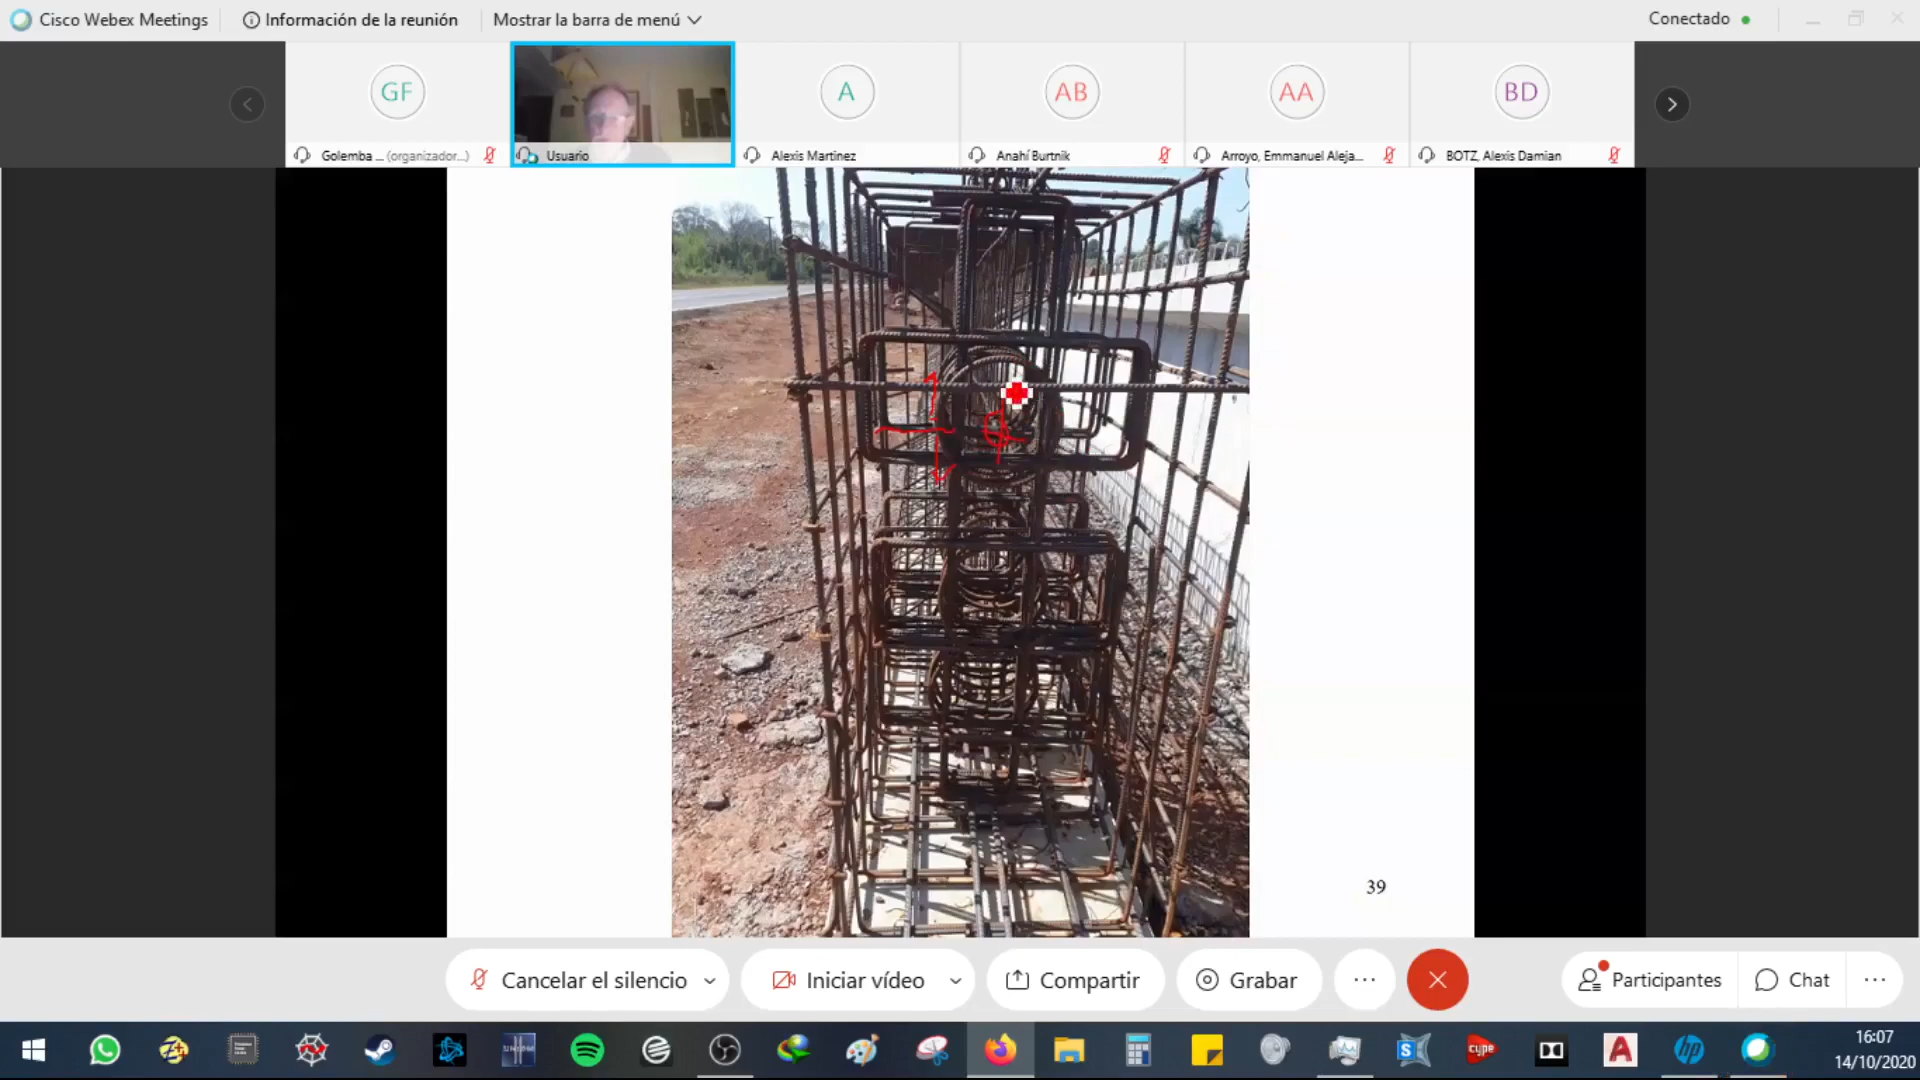 Cisco Webex Meetings
Información de la reunión
Mostrar la barra de menú
Conectado
GF
A
AB
AA
BD
Golemba ... (organizador...)
Usuario
Alexis Martinez
Anahí Burtnik
Arroyo, Emmanuel Aleja...
BOTZ, Alexis Damian
39
Cancelar el silencio
Iniciar vídeo
Compartir
Grabar
Participantes
Chat
cype
hp
16:07
14/10/2020